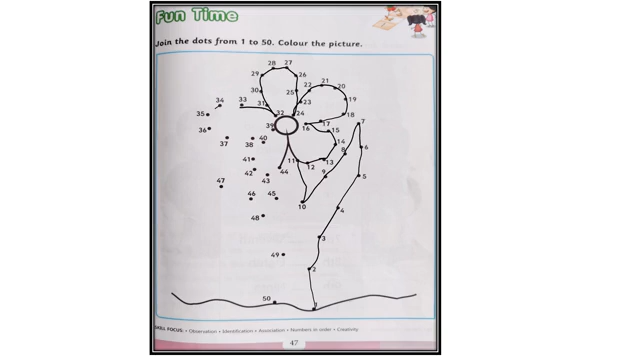 Fun Time
Join the dots from 1 to 50. Colour the picture.
28 27
29 26
30 25 22 21 20
34 33 31 23 19
35 32 24 18
36 39 16 17 7
37 38 40 15
14 6
41 11 8
42 43 44 12 13
47 9 5
46 45
10 4
48
3
49
2
50 1
SKILL FOCUS: • Observation • Identification • Association • Numbers in order • Creativity
47